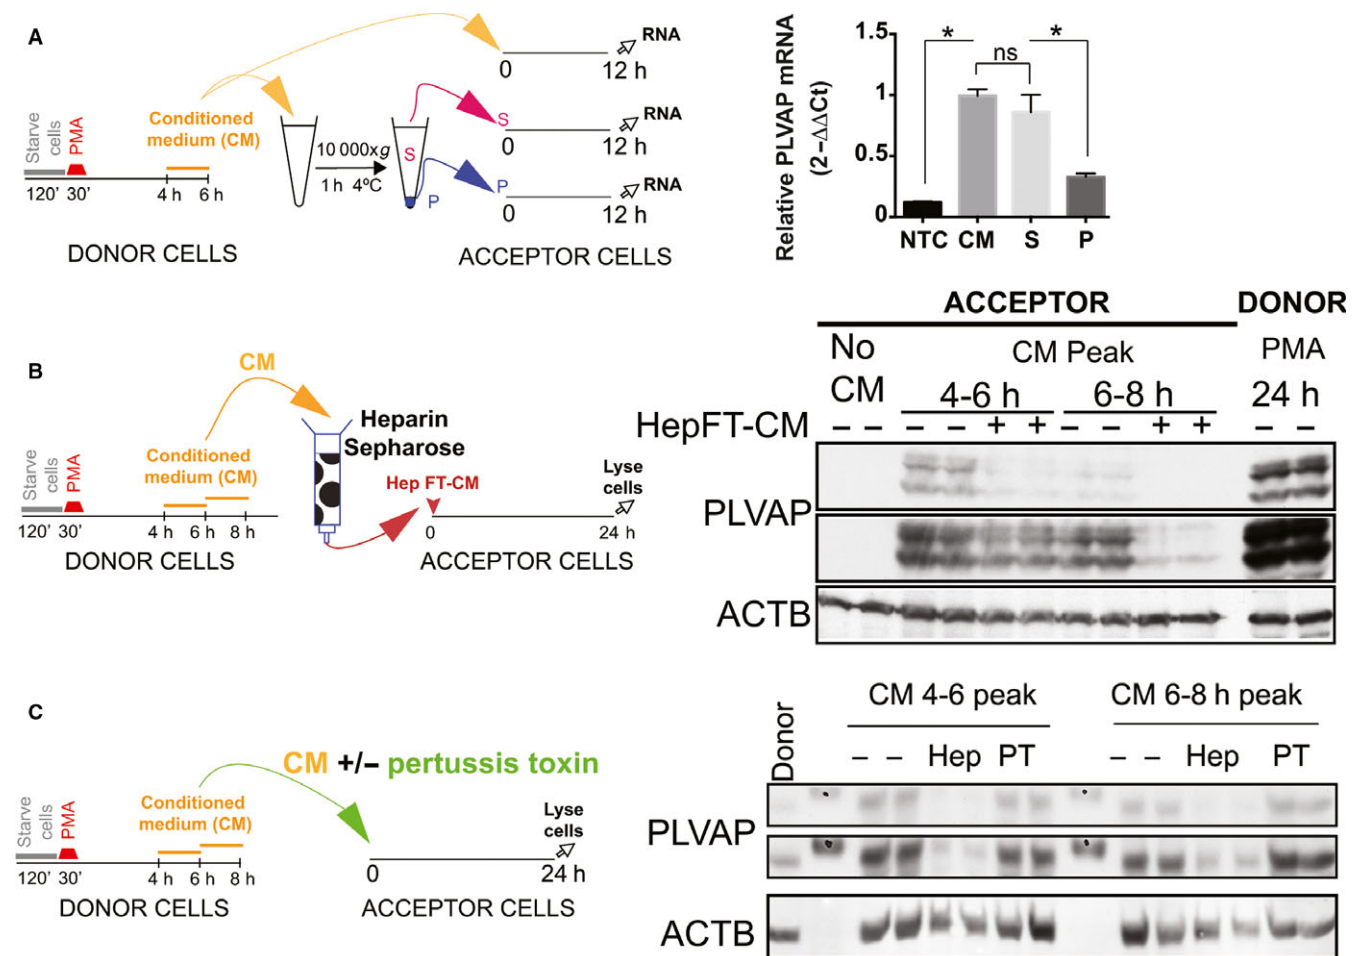 A
Starve cells
PMA
120’ 30’
Conditioned medium (CM)
4 h 6 h
DONOR CELLS
10 000xg
1 h 4ºC
S
P
0 12 h
RNA
S
0 12 h
RNA
P
0 12 h
RNA
ACCEPTOR CELLS
Relative PLVAP mRNA
(2−ΔΔCt)
1.5
1
0.5
0
* ns *
NTC CM S P
B
CM
Starve cells
PMA
120’ 30’
Conditioned medium (CM)
4 h 6 h 8 h
DONOR CELLS
Heparin Sepharose
Hep FT-CM
0 24 h
Lyse cells
ACCEPTOR CELLS
ACCEPTOR DONOR
No CM
CM Peak
PMA
4-6 h 6-8 h 24 h
HepFT-CM – – – – + + – – + + – –
PLVAP
ACTB
C
CM +/– pertussis toxin
Starve cells
PMA
120’ 30’
Conditioned medium (CM)
4 h 6 h 8 h
DONOR CELLS
0 24 h
Lyse cells
ACCEPTOR CELLS
Donor
CM 4-6 peak CM 6-8 h peak
– – Hep PT – – Hep PT
PLVAP
ACTB